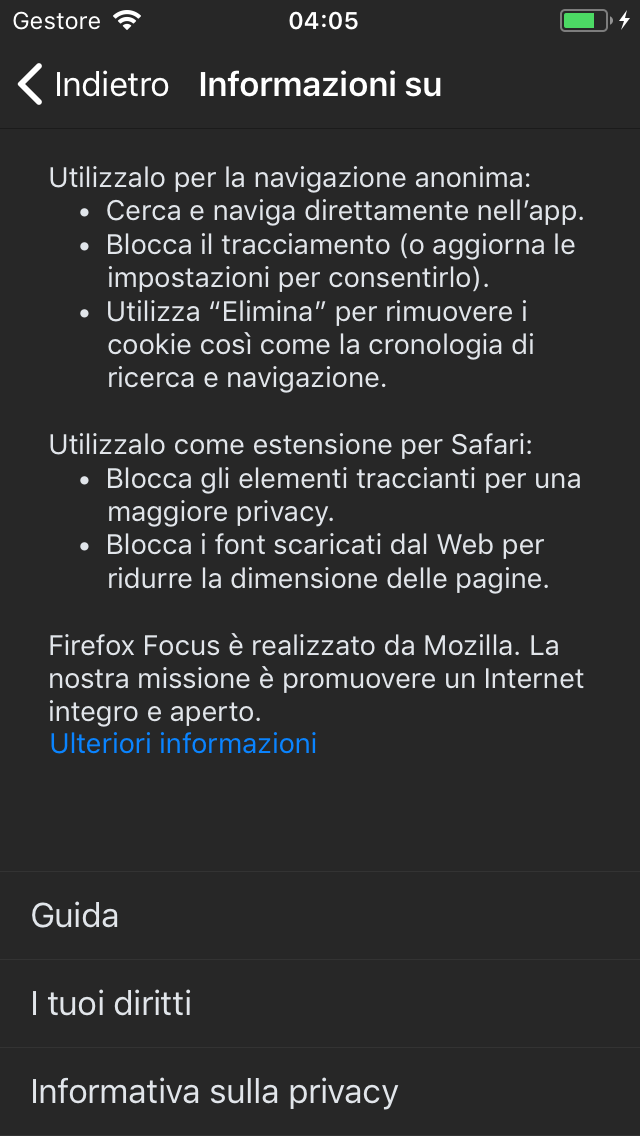 Gestore 04:05
Indietro Informazioni su
Utilizzalo per la navigazione anonima:
• Cerca e naviga direttamente nell’app.
• Blocca il tracciamento (o aggiorna le
impostazioni per consentirlo).
• Utilizza “Elimina” per rimuovere i
cookie così come la cronologia di
ricerca e navigazione.
Utilizzalo come estensione per Safari:
• Blocca gli elementi traccianti per una
maggiore privacy.
• Blocca i font scaricati dal Web per
ridurre la dimensione delle pagine.
Firefox Focus è realizzato da Mozilla. La
nostra missione è promuovere un Internet
integro e aperto.
Ulteriori informazioni
Guida
I tuoi diritti
Informativa sulla privacy